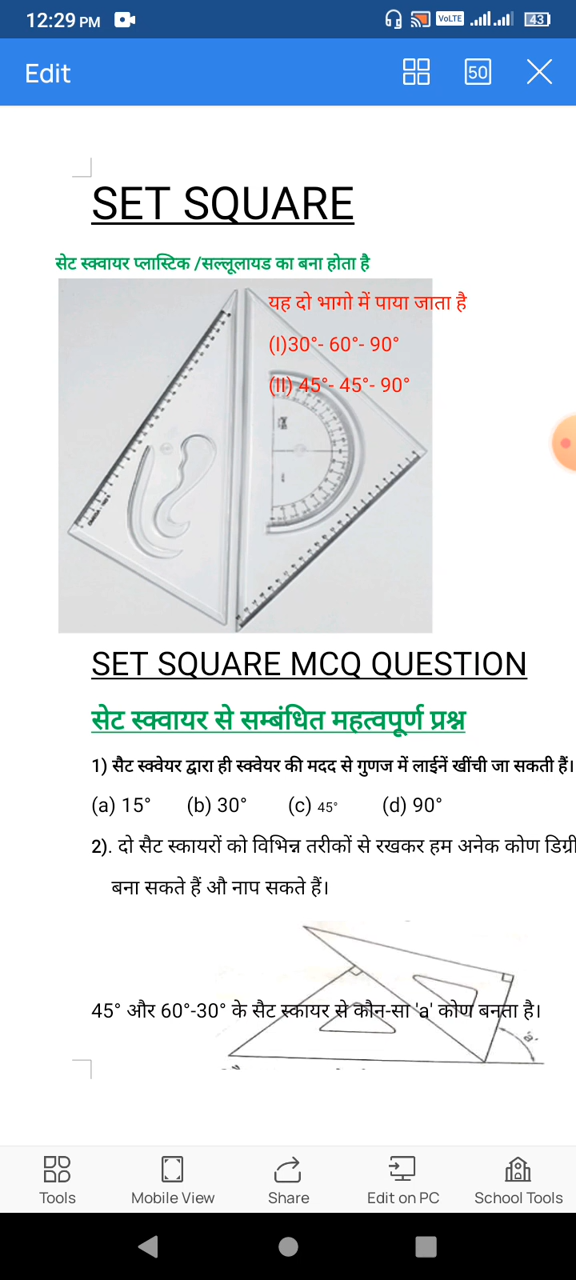 12:29 PM VoLTE 43
Edit 50
SET SQUARE
सेट स्क्वायर प्लास्टिक /सल्लूलायड का बना होता है
यह दो भागो में पाया जाता है
(I)30°- 60°- 90°
(II) 45°- 45°- 90°
SET SQUARE MCQ QUESTION
सेट स्क्वायर से सम्बंधित महत्वपूर्ण प्रश्न
1) सैट स्क्वेयर द्वारा ही स्क्वेयर की मदद से गुणज में लाईनें खींची जा सकती हैं।
(a) 15° (b) 30° (c) 45° (d) 90°
2). दो सैट स्कायरों को विभिन्न तरीकों से रखकर हम अनेक कोण डिग्री
बना सकते हैं औ नाप सकते हैं।
45° और 60°-30° के सैट स्कायर से कौन-सा 'a' कोण बनता है।
'a'
Tools Mobile View Share Edit on PC School Tools